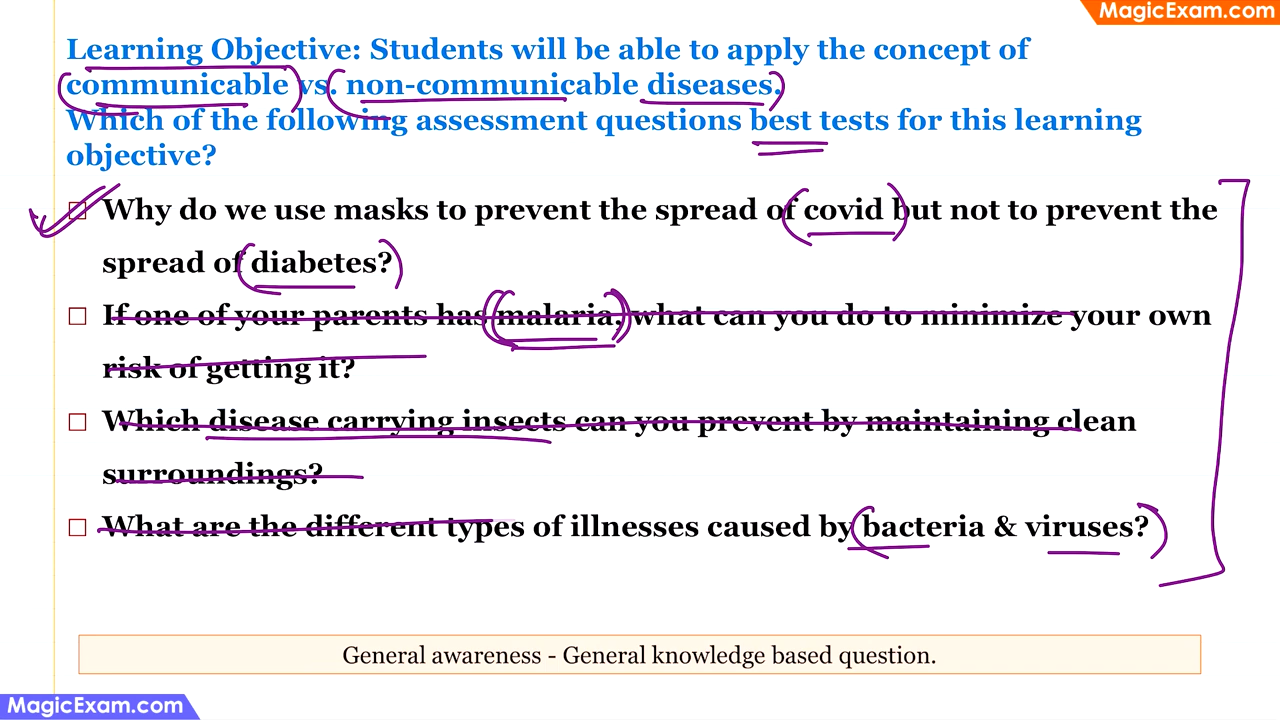 MagicExam.com
Learning Objective: Students will be able to apply the concept of
communicable vs. non-communicable diseases.
Which of the following assessment questions best tests for this learning
objective?
Why do we use masks to prevent the spread of covid but not to prevent the
spread of diabetes?
If one of your parents has malaria, what can you do to minimize your own
risk of getting it?
Which disease carrying insects can you prevent by maintaining clean
surroundings?
What are the different types of illnesses caused by bacteria & viruses?
General awareness - General knowledge based question.
MagicExam.com